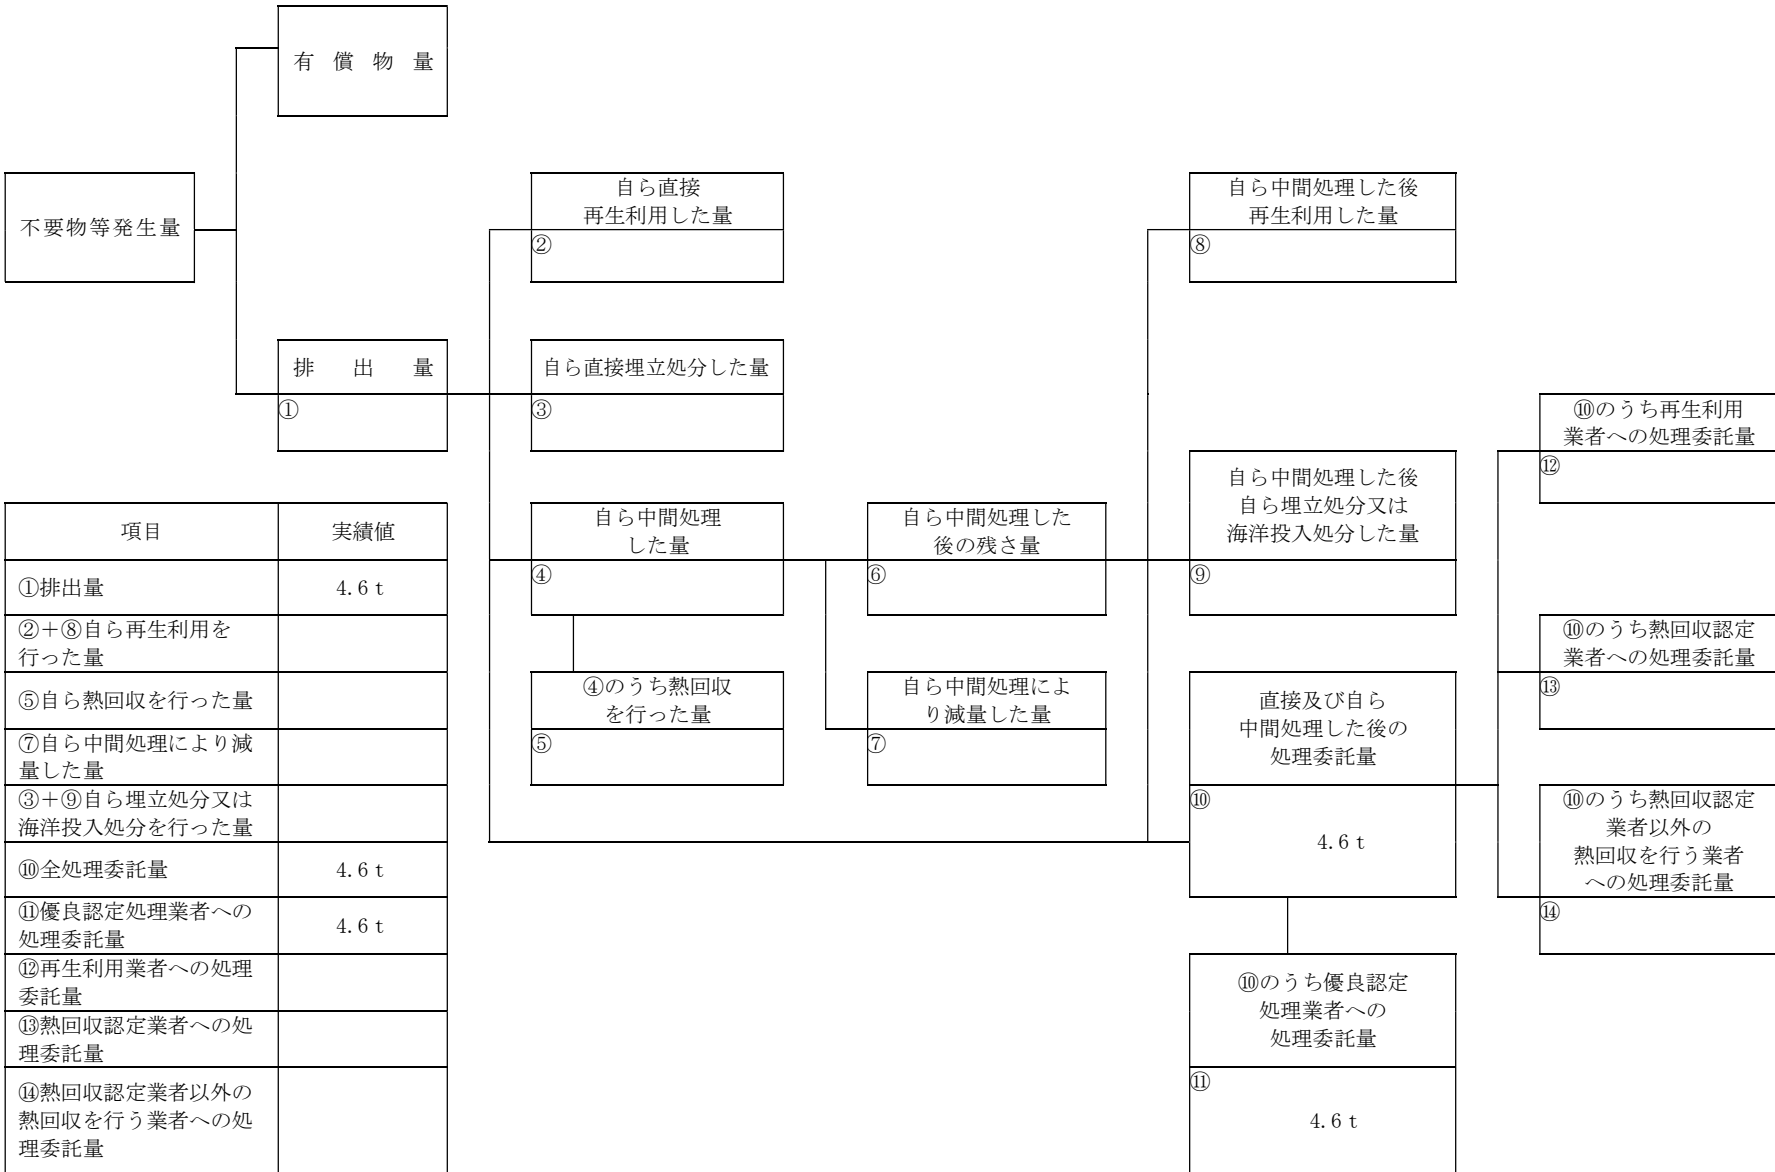 有償物量
不要物等発生量
自ら直接
再生利用した量
②
自ら中間処理した後
再生利用した量
⑧
排出量
①
自ら直接埋立処分した量
③
⑩のうち再生利用
業者への処理委託量
⑫
自ら中間処理
した量
④
自ら中間処理した
後の残さ量
⑥
自ら中間処理した後
自ら埋立処分又は
海洋投入処分した量
⑨
⑩のうち熱回収認定
業者への処理委託量
⑬
④のうち熱回収
を行った量
⑤
自ら中間処理によ
り減量した量
⑦
直接及び自ら
中間処理した後の
処理委託量
⑩
4.6 t
⑩のうち熱回収認定
業者以外の
熱回収を行う業者
への処理委託量
⑭
⑩のうち優良認定
処理業者への
処理委託量
⑪
4.6 t
項目 実績値
①排出量 4.6 t
②＋⑧自ら再生利用を
行った量
⑤自ら熱回収を行った量
⑦自ら中間処理により減
量した量
③＋⑨自ら埋立処分又は
海洋投入処分を行った量
⑩全処理委託量 4.6 t
⑪優良認定処理業者への
処理委託量 4.6 t
⑫再生利用業者への処理
委託量
⑬熱回収認定業者への処
理委託量
⑭熱回収認定業者以外の
熱回収を行う業者への処
理委託量